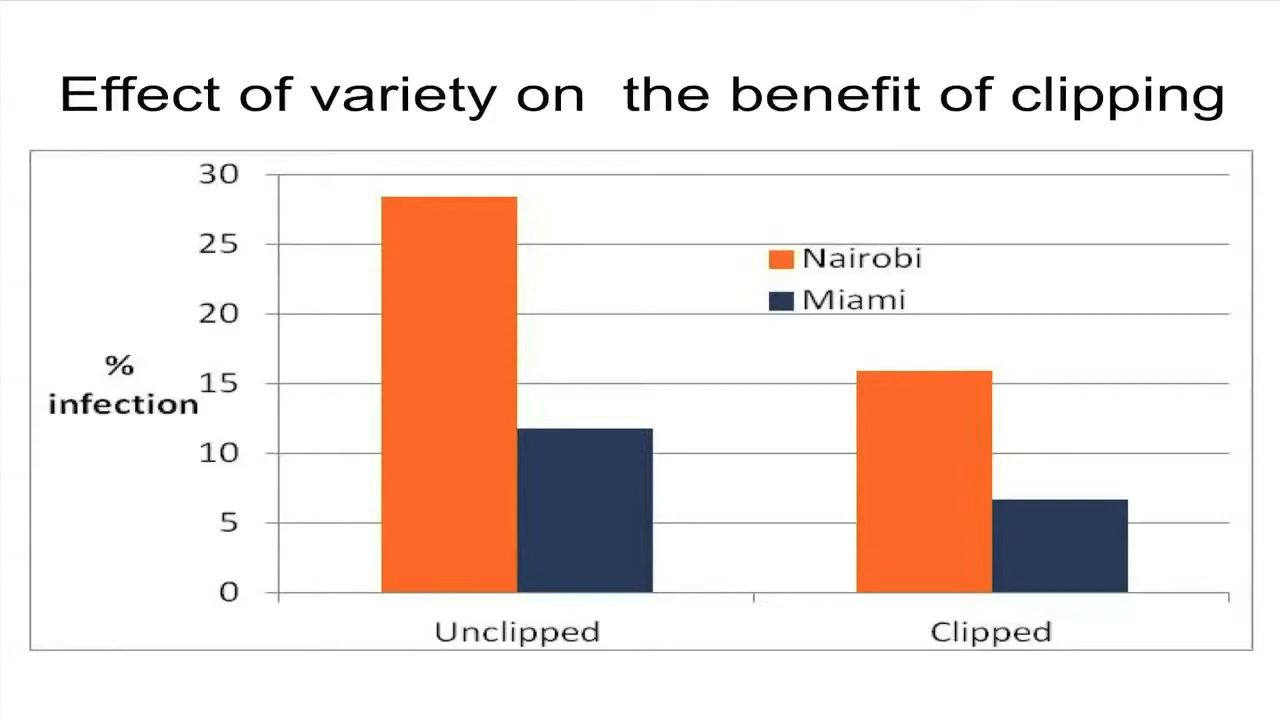 Effect of variety on  the benefit of clipping
30
25
20
15
10
5
0
%
infection
Nairobi
Miami
Unclipped
Clipped